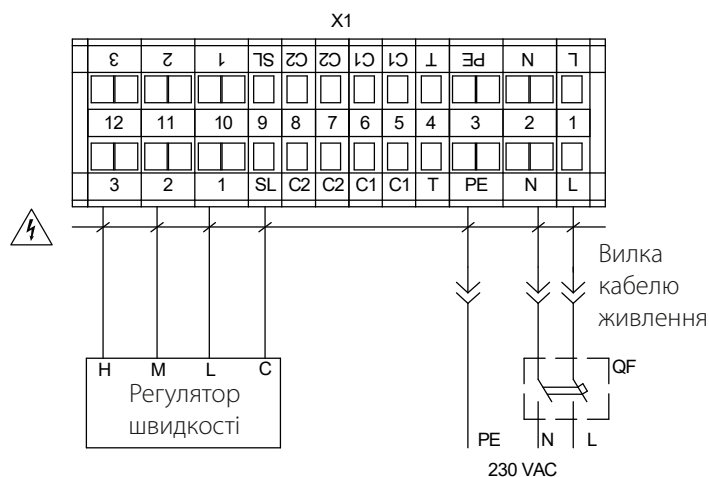 X1
3 2 1 SL C2 C2 C1 C1 T PE N L
12 11 10 9 8 7 6 5 4 3 2 1
3 2 1 SL C2 C2 C1 C1 T PE N L
Вилка
кабелю
живлення
H M L C
Регулятор
швидкості
QF
PE N L
230 VAC